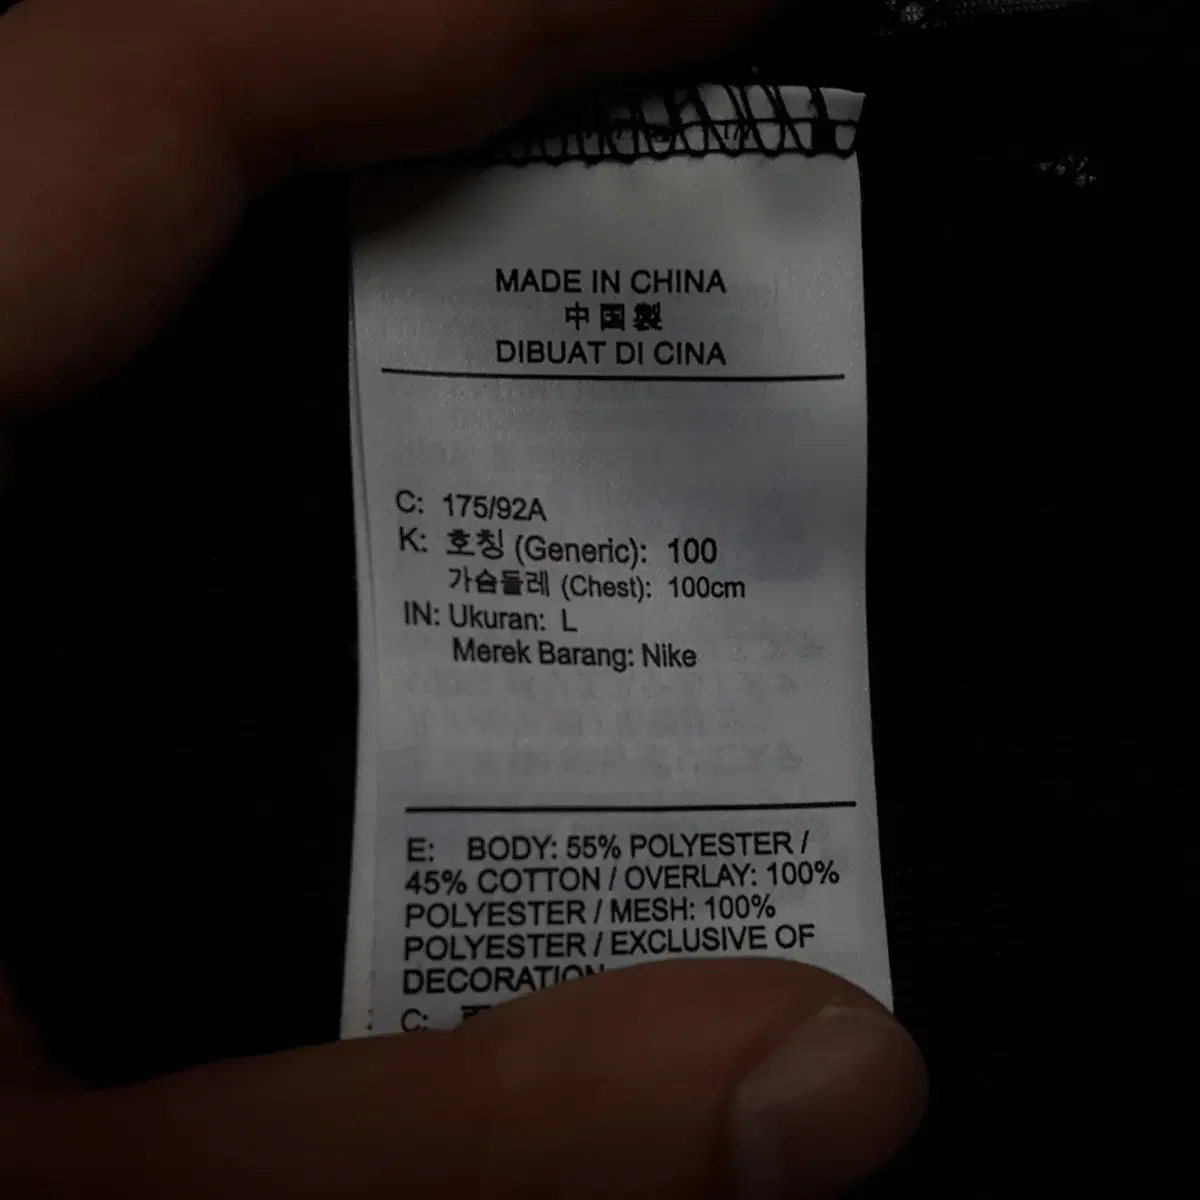 MADE IN CHINA
中国製
DIBUAT DI CINA
C: 175/92A
K: 호칭 (Generic): 100
가슴둘레 (Chest): 100cm
IN: Ukuran: L
Merek Barang: Nike
E: BODY: 55% POLYESTER /
45% COTTON / OVERLAY: 100%
POLYESTER / MESH: 100%
POLYESTER / EXCLUSIVE OF
DECORATION
C: